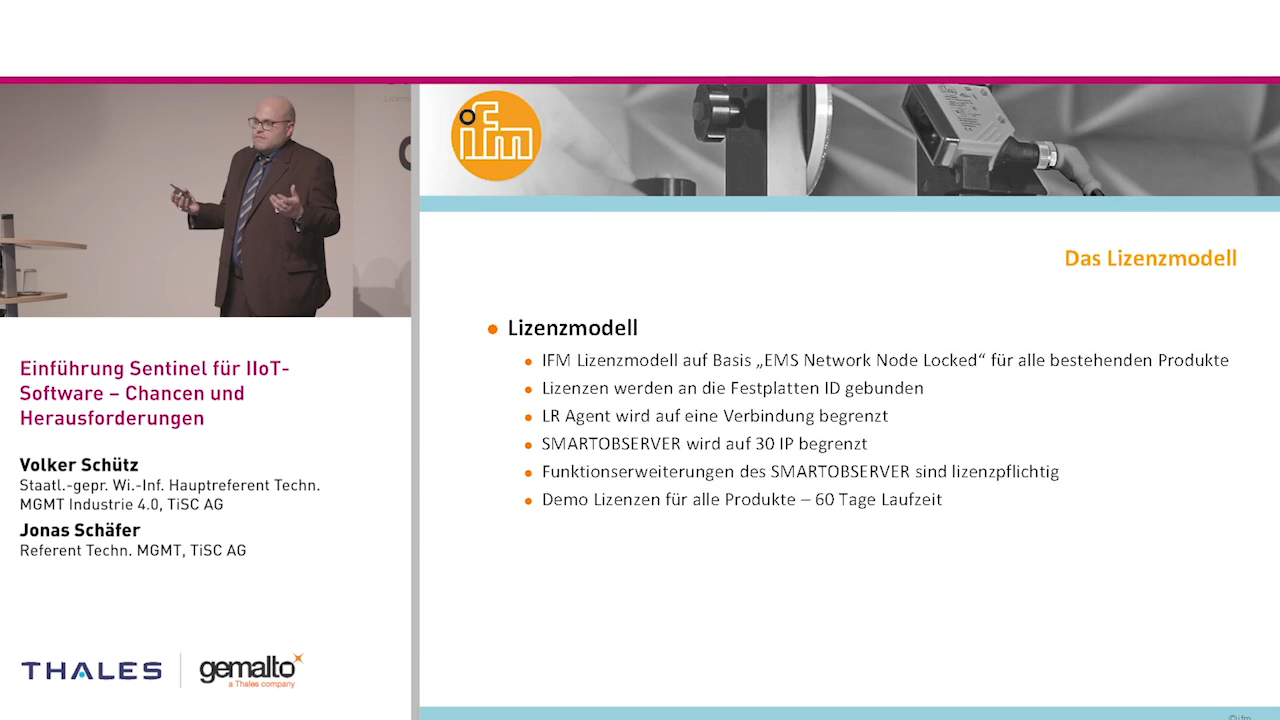 ifm
Das Lizenzmodell
Lizenzmodell
IFM Lizenzmodell auf Basis „EMS Network Node Locked“ für alle bestehenden Produkte
Lizenzen werden an die Festplatten ID gebunden
LR Agent wird auf eine Verbindung begrenzt
SMARTOBSERVER wird auf 30 IP begrenzt
Funktionserweiterungen des SMARTOBSERVER sind lizenzpflichtig
Demo Lizenzen für alle Produkte – 60 Tage Laufzeit
Einführung Sentinel für IIoT-
Software – Chancen und
Herausforderungen
Volker Schütz
Staatl.-gepr. Wi.-Inf. Hauptreferent Techn.
MGMT Industrie 4.0, TiSC AG
Jonas Schäfer
Referent Techn. MGMT, TiSC AG
THALES
gemalto
a Thales company
©ifm